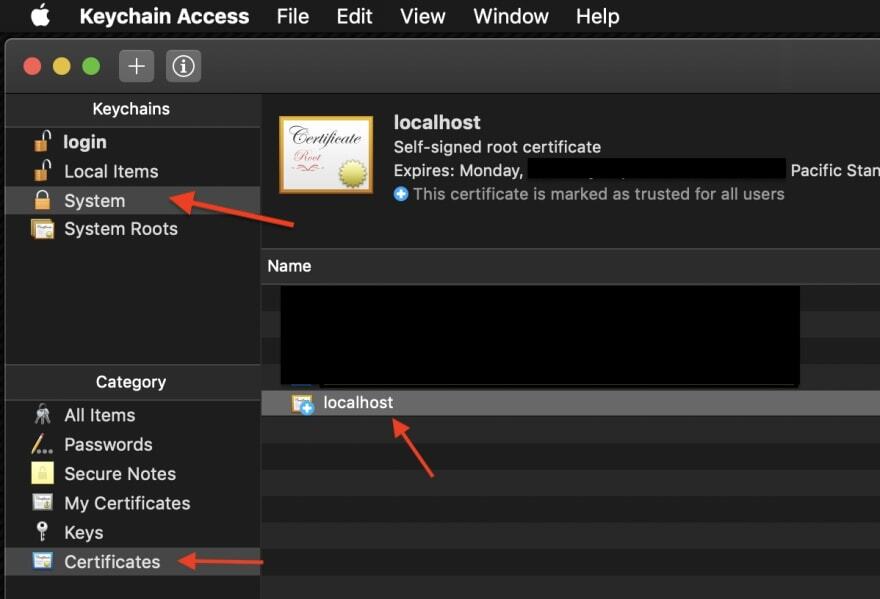 Keychain Access File Edit View Window Help
Keychains
login
Local Items
System
System Roots
Certificate
Root
localhost
Self-signed root certificate
Expires: Monday, Pacific Stan
This certificate is marked as trusted for all users
Name
localhost
Category
All Items
Passwords
Secure Notes
My Certificates
Keys
Certificates